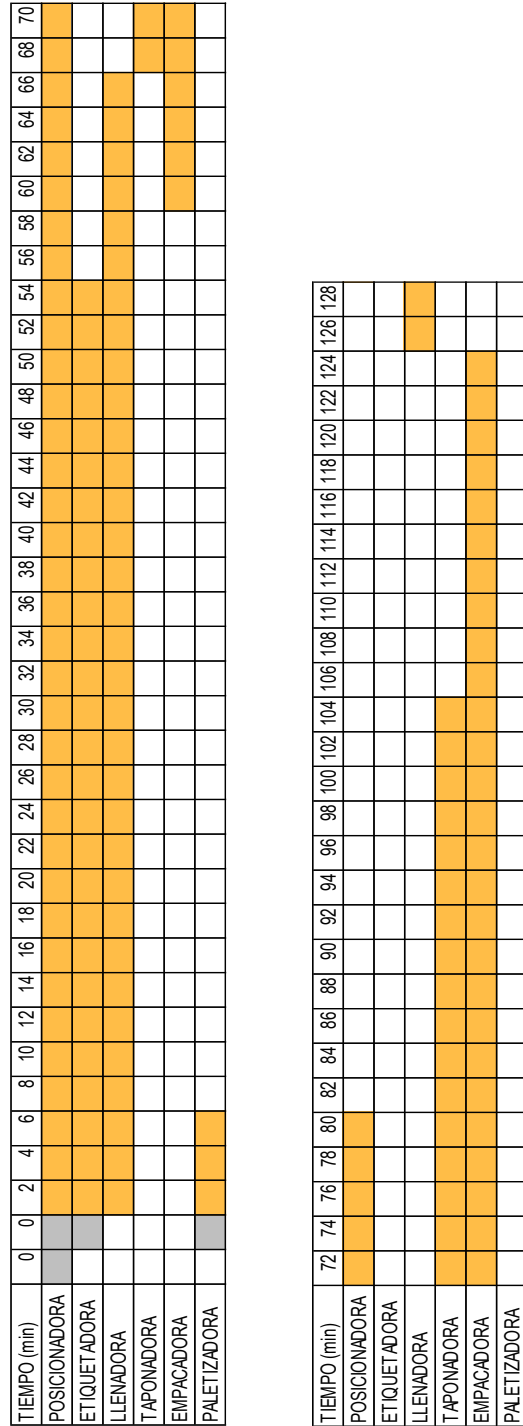 TIEMPO (min) 0 0 2 4 6 8 10 12 14 16 18 20 22 24 26 28 30 32 34 36 38 40 42 44 46 48 50 52 54 56 58 60 62 64 66 68 70
POSICIONADORA
ETIQUETADORA
LLENADORA
TAPONADORA
EMPACADORA
PALETIZADORA
TIEMPO (min) 72 74 76 78 80 82 84 86 88 90 92 94 96 98 100 102 104 106 108 110 112 114 116 118 120 122 124 126 128
POSICIONADORA
ETIQUETADORA
LLENADORA
TAPONADORA
EMPACADORA
PALETIZADORA